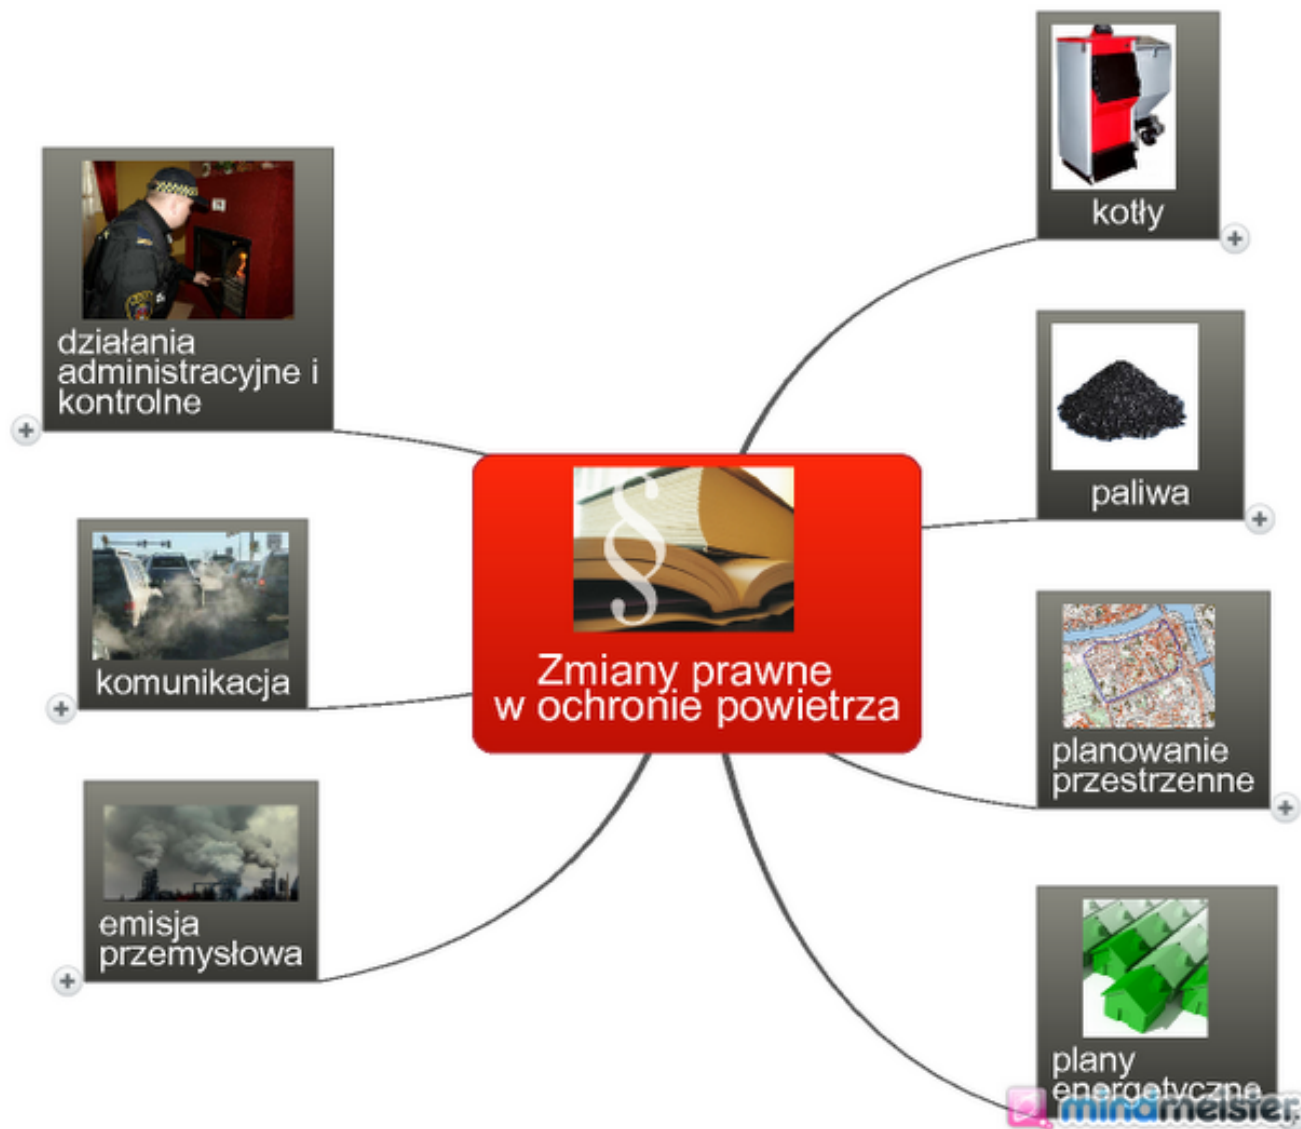 Zmiany prawne
w ochronie powietrza
kotły
paliwa
planowanie
przestrzenne
plany
energetyczne
działania
administracyjne i
kontrolne
komunikacja
emisja
przemysłowa
mindmeister
§